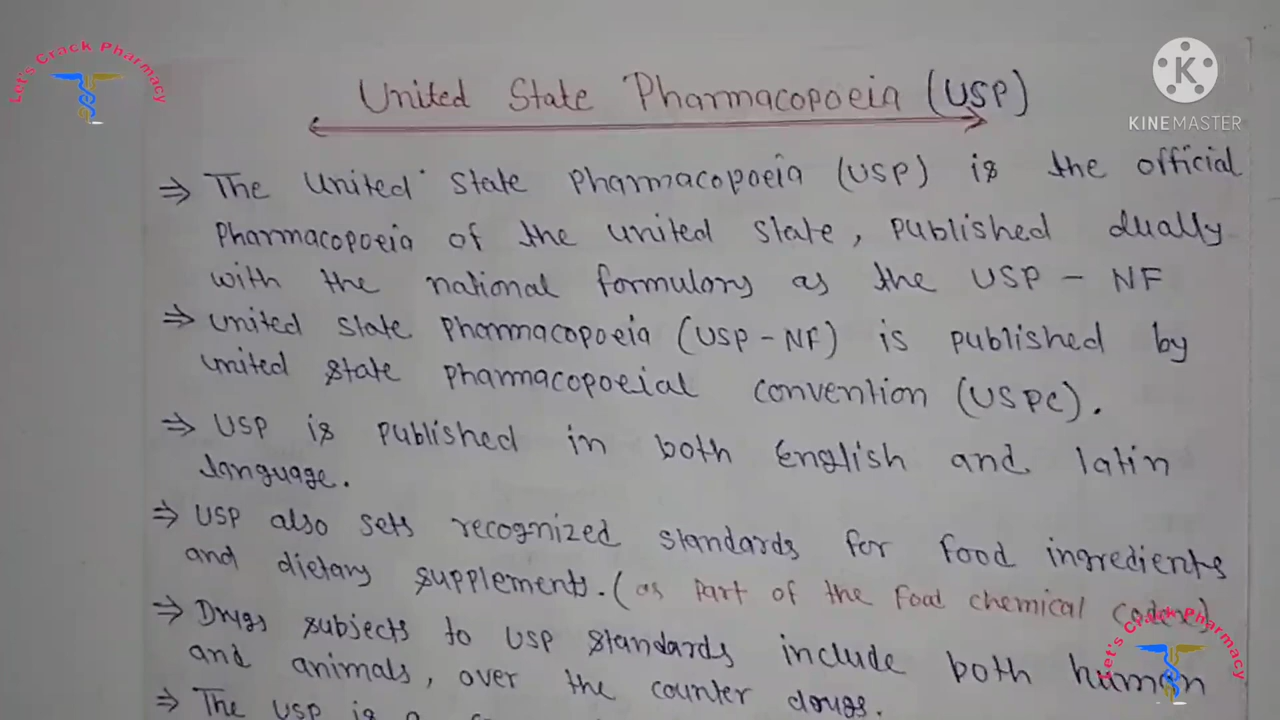 Let's Crack Pharmacy
KINEMASTER
United State Pharmacopoeia (USP)
⇒ The United State Pharmacopoeia (USP) is the official
Pharmacopoeia of the united state, published dually
with the national formulary as the USP - NF
⇒ United State Pharmacopoeia (USP-NF) is published by
united state pharmacopoeial convention (USPC).
⇒ USP is published in both English and latin
language.
⇒ USP also sets recognized standards for food ingredients
and dietary supplements. (as part of the Food chemical
⇒ Drugs subjects to USP standards include both human
and animals, over the counter drugs.
⇒ The USP is a
Let's Crack Pharmacy